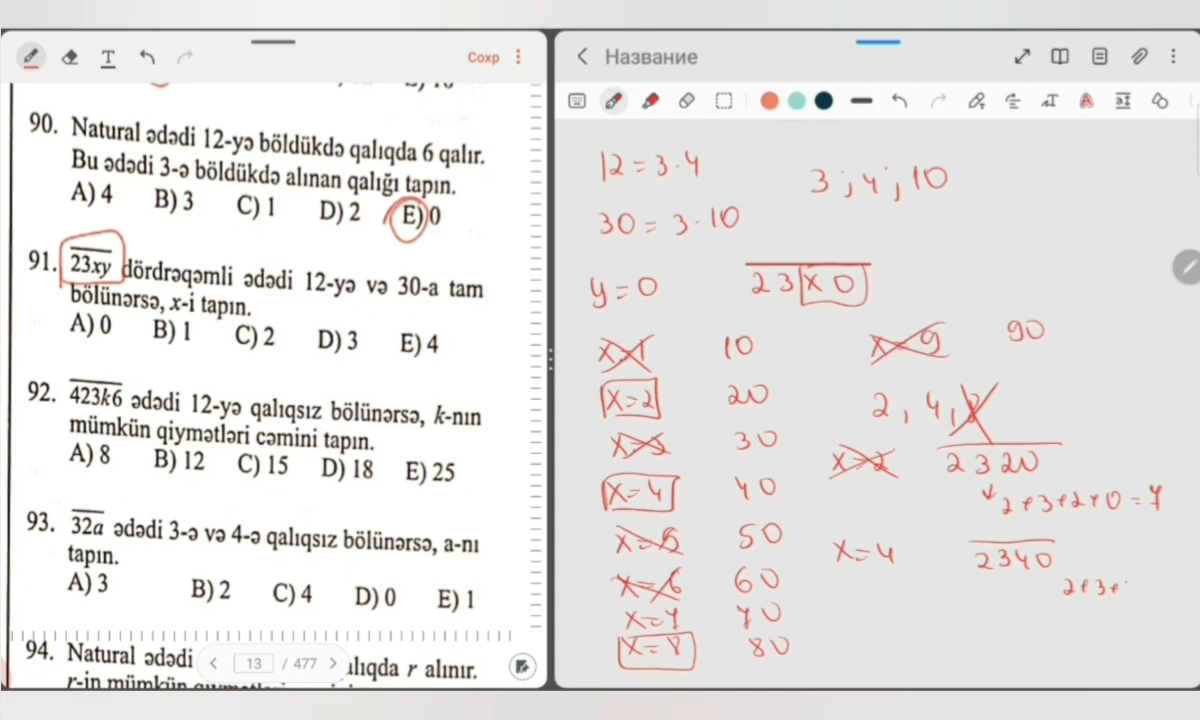 Сохр
90. Natural ədədi 12-yə böldükdə qalıqda 6 qalır.
Bu ədədi 3-ə böldükdə alınan qalığı tapın.
A) 4 B) 3 C) 1 D) 2 E) 0
91. 23xy dördrəqəmli ədədi 12-yə və 30-a tam
bölünərsə, x-i tapın.
A) 0 B) 1 C) 2 D) 3 E) 4
92. 423k6 ədədi 12-yə qalıqsız bölünərsə, k-nın
mümkün qiymətləri cəmini tapın.
A) 8 B) 12 C) 15 D) 18 E) 25
93. 32a ədədi 3-ə və 4-ə qalıqsız bölünərsə, a-nı
tapın.
A) 3 B) 2 C) 4 D) 0 E) 1
94. Natural ədədi
lıqda r alınır.
r-in mümkün
13 / 477
Название
12 = 3·4
3; 4; 10
30 = 3·10
y=0
23x0
x=1 10
x=2 20
x=3 30
x=4 40
x=5 50
x=6 60
x=7 70
x=8 80
x=9 90
2, 4,
x=2 2320
2+3+2+0=7
x=4 2340
2+3+